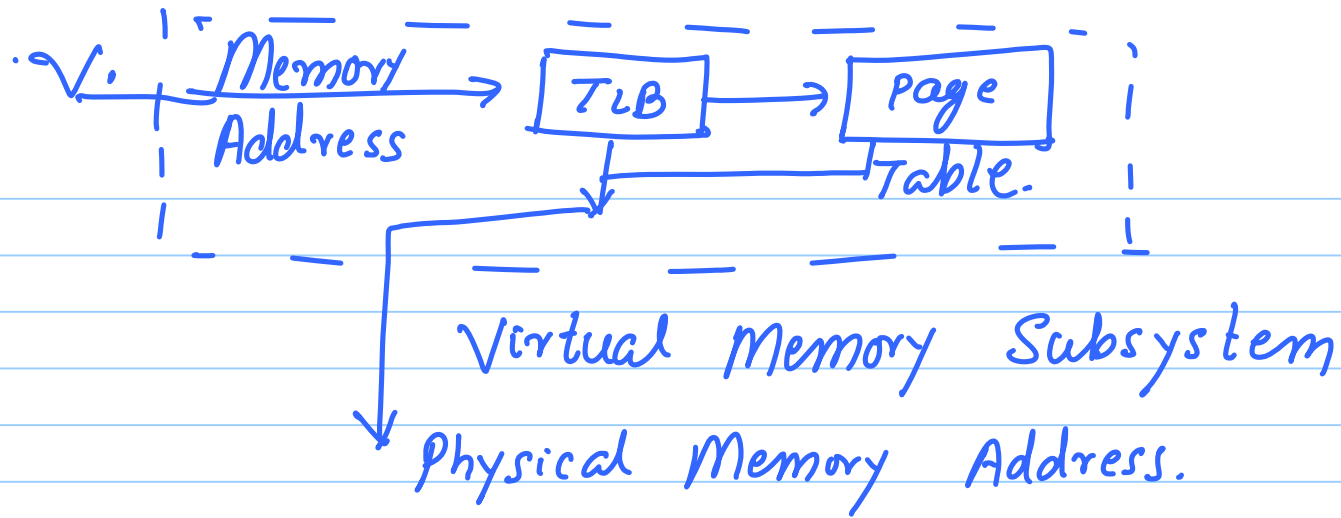 V. Memory
Address
TLB
Page
Table.
Virtual Memory Subsystem
Physical Memory Address.